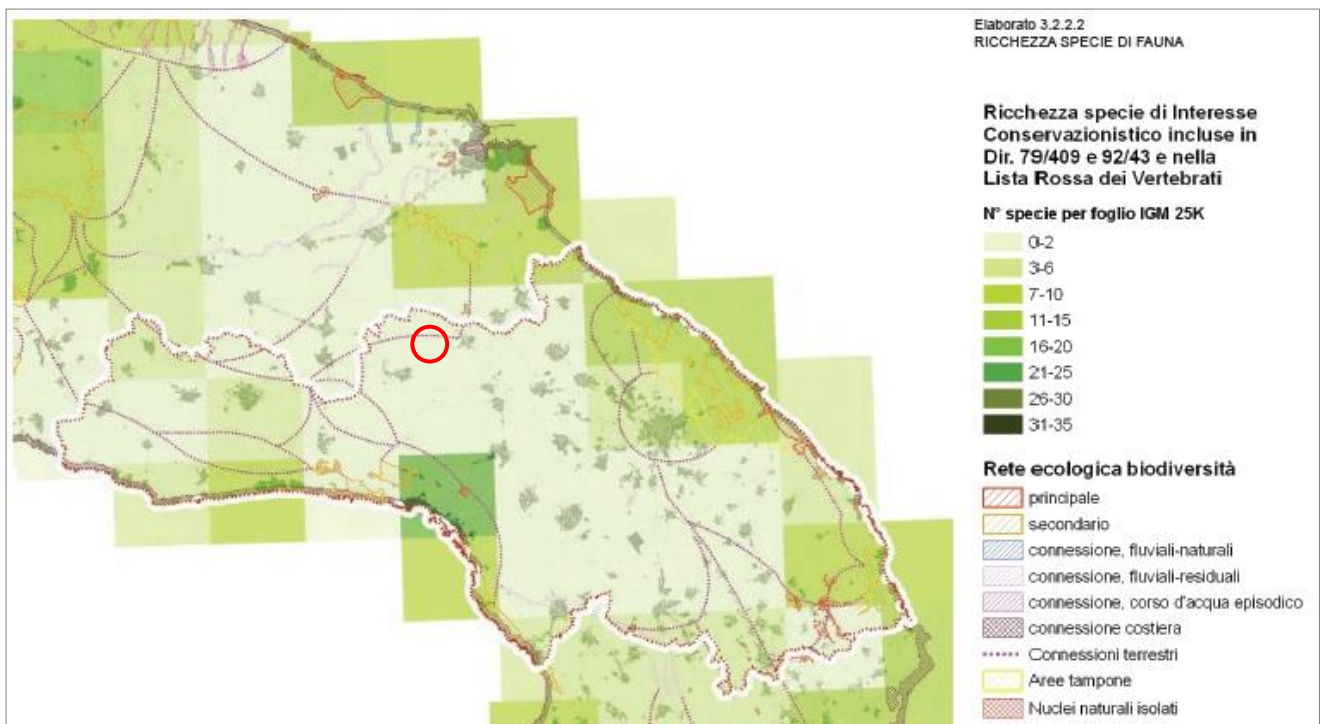 Elaborato 3.2.2.2
RICCHEZZA SPECIE DI FAUNA
Ricchezza specie di Interesse
Conservazionistico incluse in
Dir. 79/409 e 92/43 e nella
Lista Rossa dei Vertebrati
N° specie per foglio IGM 25K
0-2
3-6
7-10
11-15
16-20
21-25
26-30
31-35
Rete ecologica biodiversità
principale
secondario
connessione, fluviali-naturali
connessione, fluviali-residuali
connessione, corso d'acqua episodico
connessione costiera
Connessioni terrestri
Aree tampone
Nuclei naturali isolati